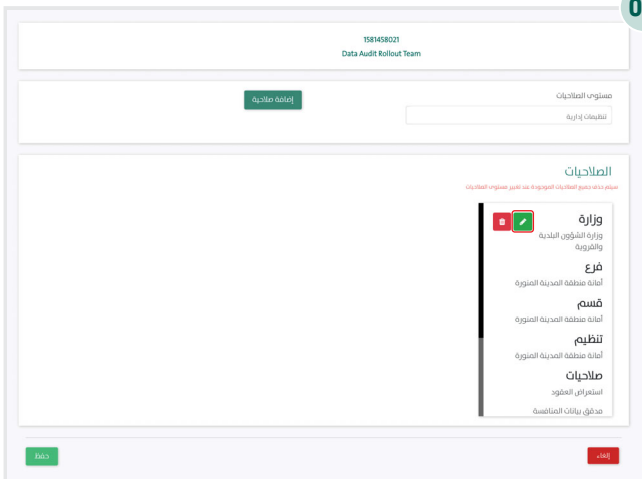 0
1581458021
Data Audit Rollout Team
مستوى الصلاحيات
إضافة صلاحية
تنظيمات إدارية
الصلاحيات
سيتم حذف جميع الصلاحيات الموجودة عند تغيير مستوى الصلاحيات
وزارة
وزارة الشؤون البلدية
والقروية
فرع
أمانة منطقة المدينة المنورة
قسم
أمانة منطقة المدينة المنورة
تنظيم
أمانة منطقة المدينة المنورة
صلاحيات
استعراض العقود
مدقق بيانات المنافسة
إلغاء
حفظ